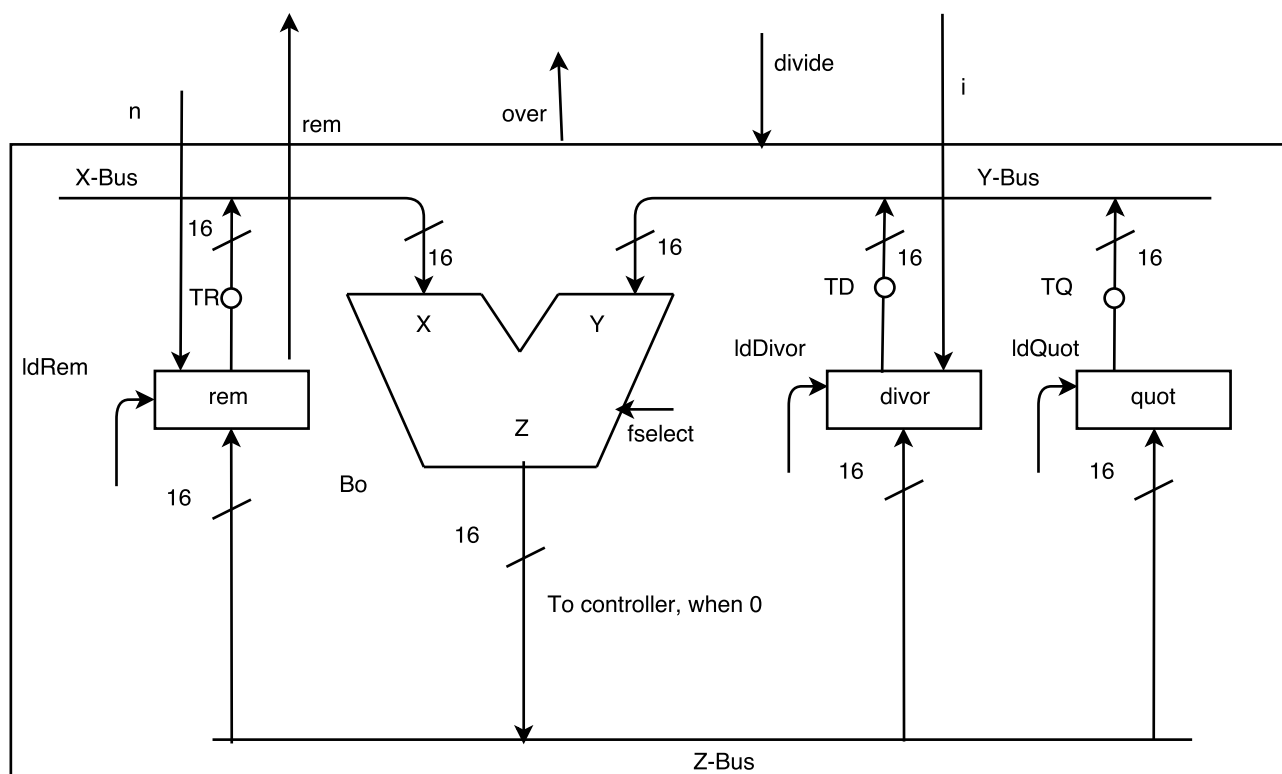 divide
n
i
over
rem
X-Bus
Y-Bus
16
16
16
16
16
TR
TD
TQ
X
Y
ldRem
ldDivor
ldQuot
rem
divor
quot
Z
fselect
Bo
16
16
16
16
To controller, when 0
Z-Bus